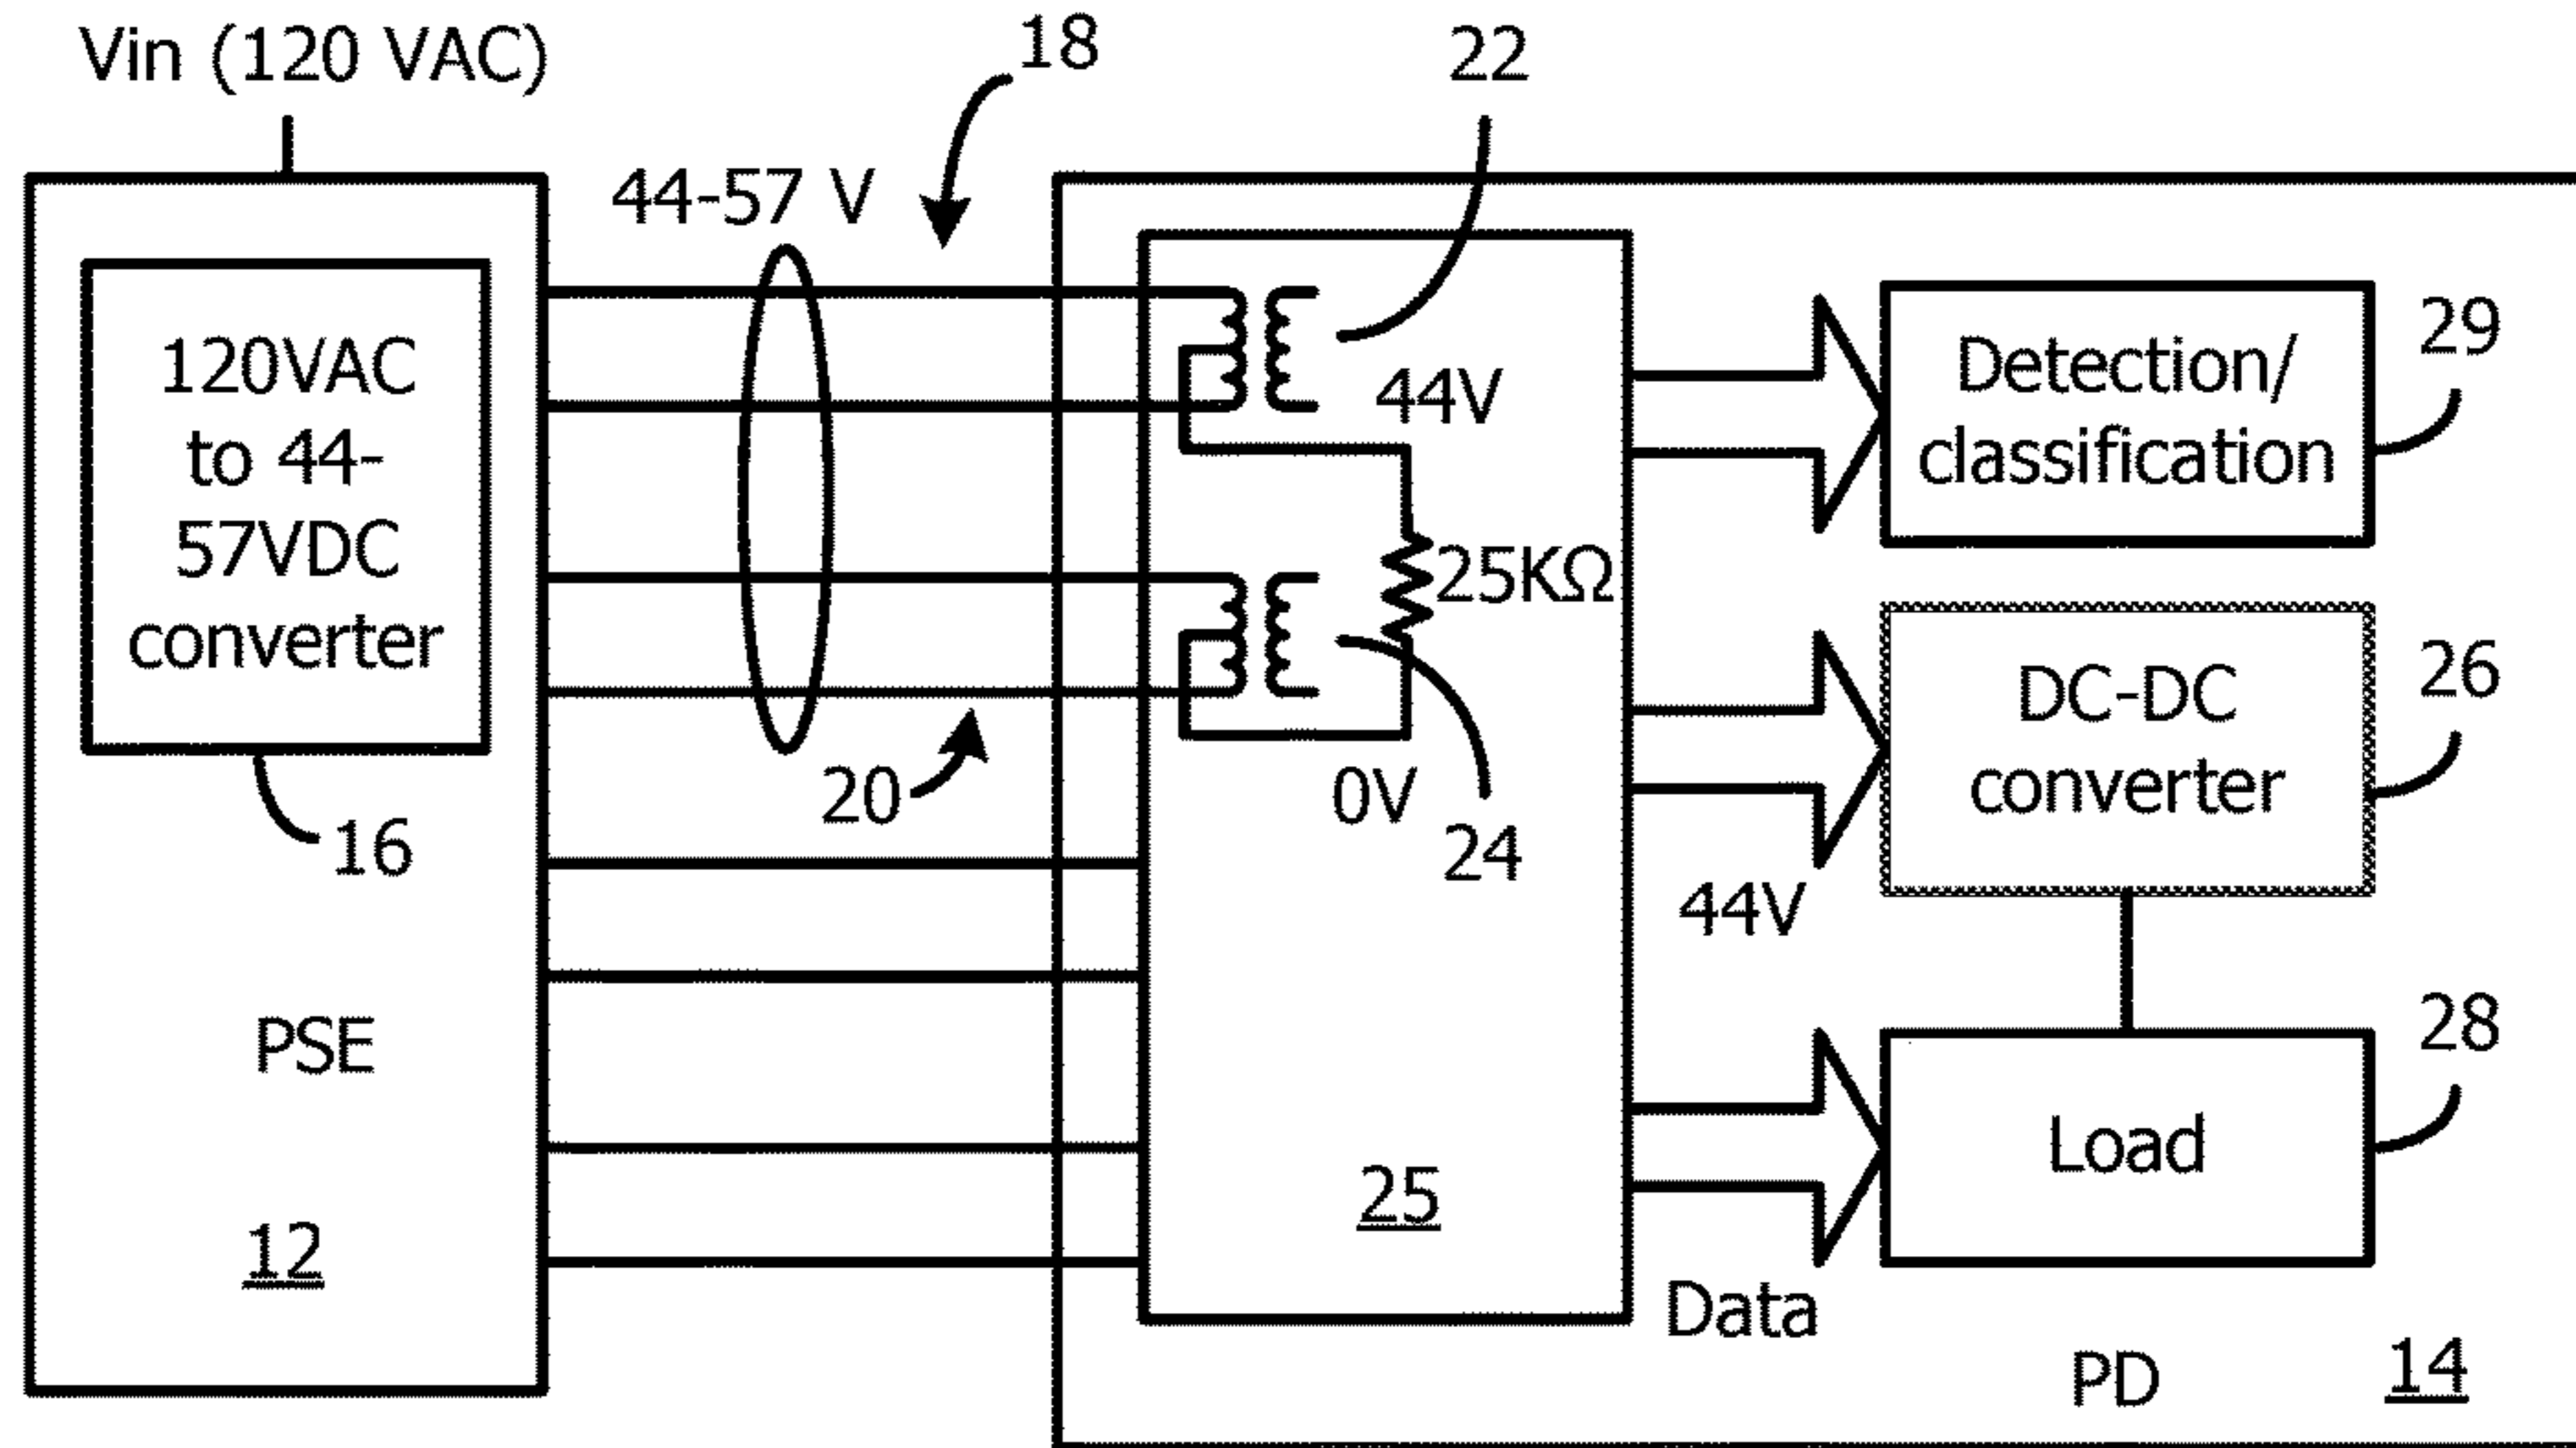 Vin (120 VAC)
18
22
44-57 V
120VAC
to 44-
57VDC
converter
16
PSE
12
20
44V
25KΩ
0V
24
25
Detection/
classification
29
DC-DC
converter
26
44V
Load
28
Data
PD
14